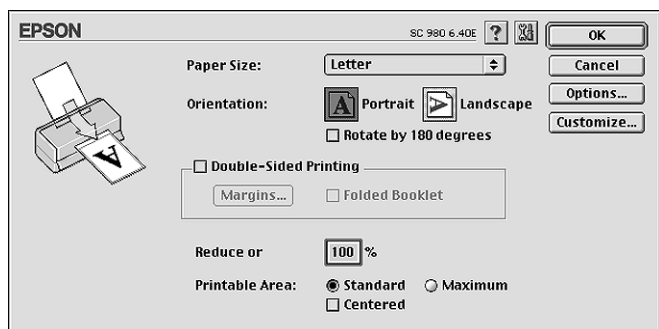 EPSON SC 980 6.40E ? OK
Paper Size: Letter Cancel
Options...
Orientation: A Portrait A Landscape
Customize...
Rotate by 180 degrees
A
Double-Sided Printing
Margins... Folded Booklet
Reduce or 100 %
Printable Area: Standard Maximum
Centered